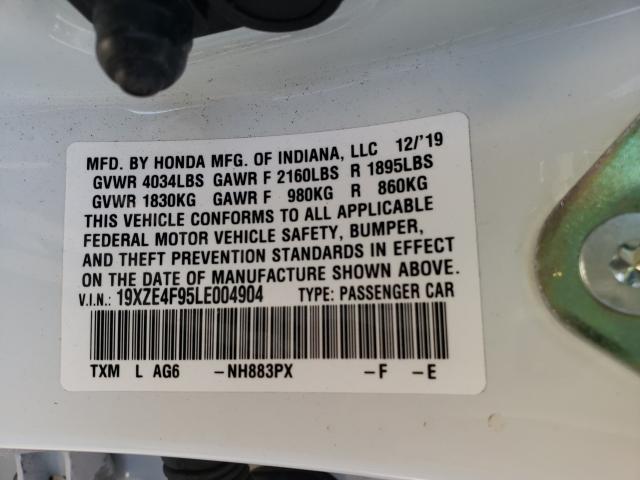 MFD. BY HONDA MFG. OF INDIANA, LLC 12/'19
GVWR 4034LBS GAWR F 2160LBS R 1895LBS
GVWR 1830KG GAWR F 980KG R 860KG
THIS VEHICLE CONFORMS TO ALL APPLICABLE
FEDERAL MOTOR VEHICLE SAFETY, BUMPER,
AND THEFT PREVENTION STANDARDS IN EFFECT
ON THE DATE OF MANUFACTURE SHOWN ABOVE.
V.I.N.: 19XZE4F95LE004904 TYPE: PASSENGER CAR
TXM L AG6 -NH883PX -F -E